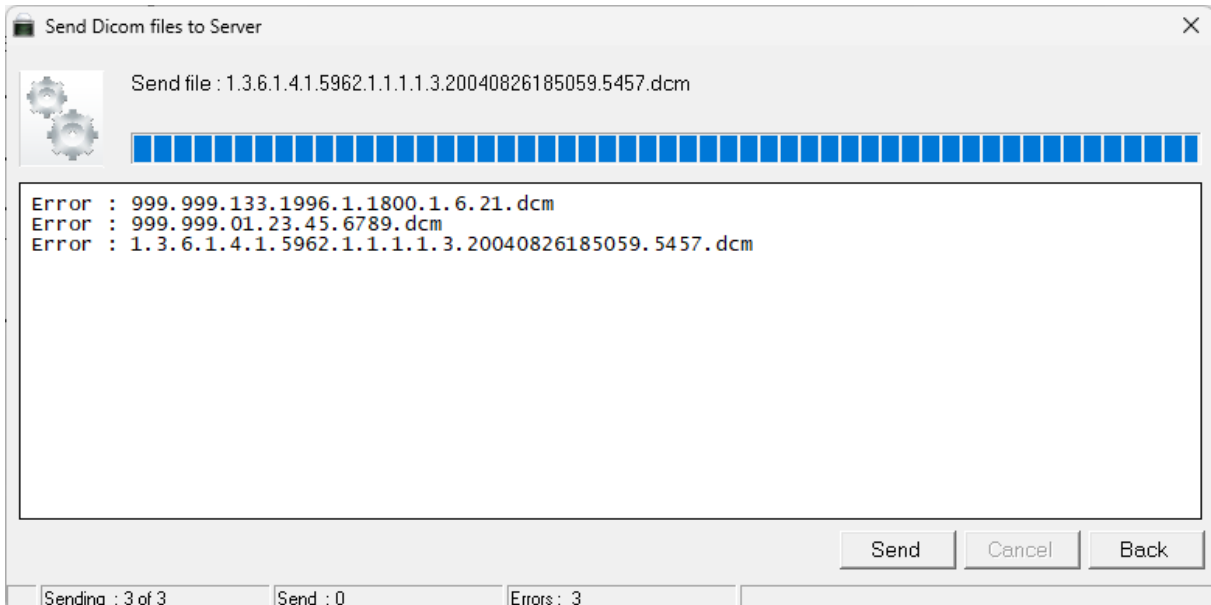 Send Dicom files to Server
Send file : 1.3.6.1.4.1.5962.1.1.1.1.3.20040826185059.5457.dcm
Error : 999.999.133.1996.1.1800.1.6.21.dcm
Error : 999.999.01.23.45.6789.dcm
Error : 1.3.6.1.4.1.5962.1.1.1.1.3.20040826185059.5457.dcm
Send Cancel Back
Sending : 3 of 3 Send : 0 Errors : 3